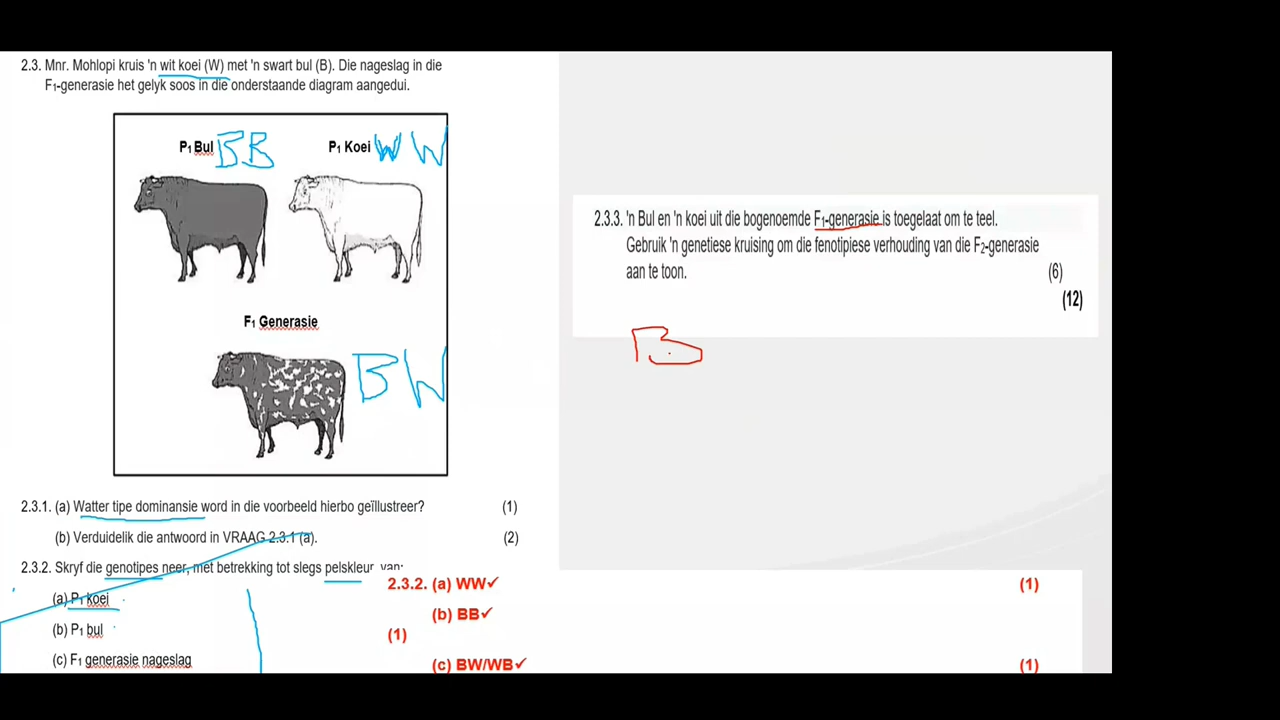 2.3. Mnr. Mohlopi kruis 'n wit koei (W) met 'n swart bul (B). Die nageslag in die
F₁-generasie het gelyk soos in die onderstaande diagram aangedui.
P₁ Bul BB
P₁ Koei WW
F₁ Generasie
BW
2.3.1. (a) Watter tipe dominansie word in die voorbeeld hierbo geïllustreer? (1)
(b) Verduidelik die antwoord in VRAAG 2.3.1 (a). (2)
2.3.2. Skryf die genotipes neer, met betrekking tot slegs pelskleur van:
(a) P₁ koei
(b) P₁ bul
(c) F₁ generasie nageslag
2.3.2. (a) WW✓ (1)
(b) BB✓
(1)
(c) BW/WB✓ (1)
2.3.3. 'n Bul en 'n koei uit die bogenoemde F₁-generasie is toegelaat om te teel.
Gebruik 'n genetiese kruising om die fenotipiese verhouding van die F₂-generasie
aan te toon. (6)
(12)
B